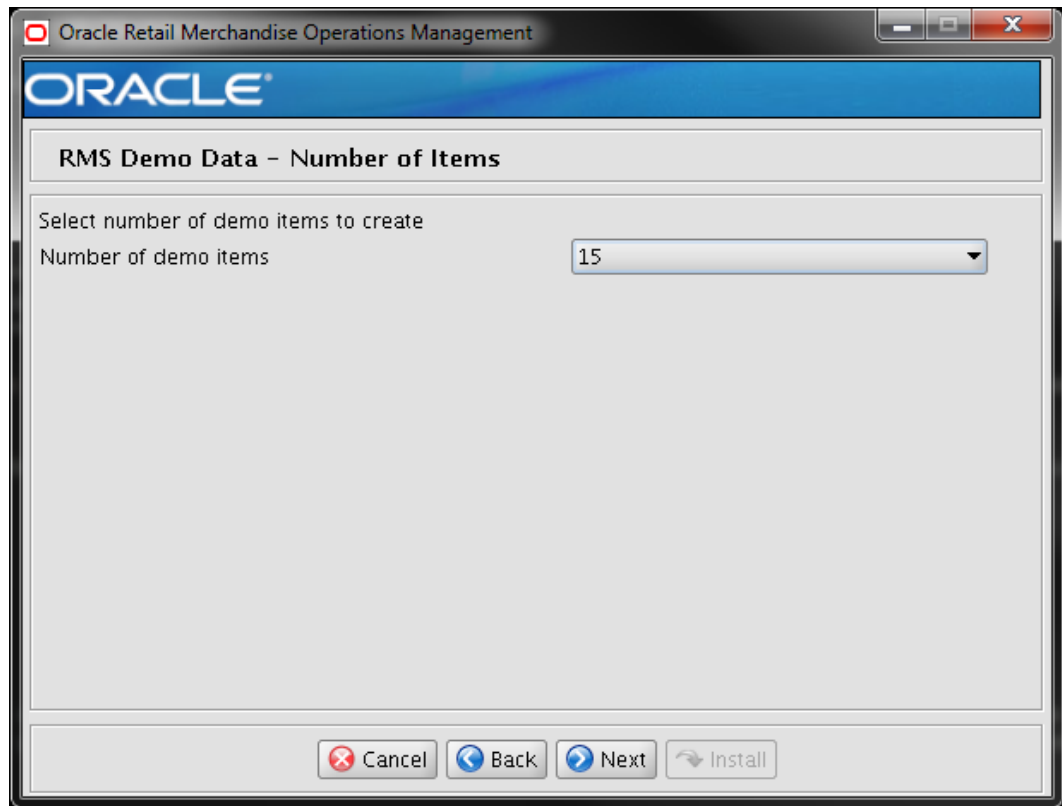 Oracle Retail Merchandise Operations Management
ORACLE®
RMS Demo Data - Number of Items
Select number of demo items to create
Number of demo items 15
Cancel Back Next Install